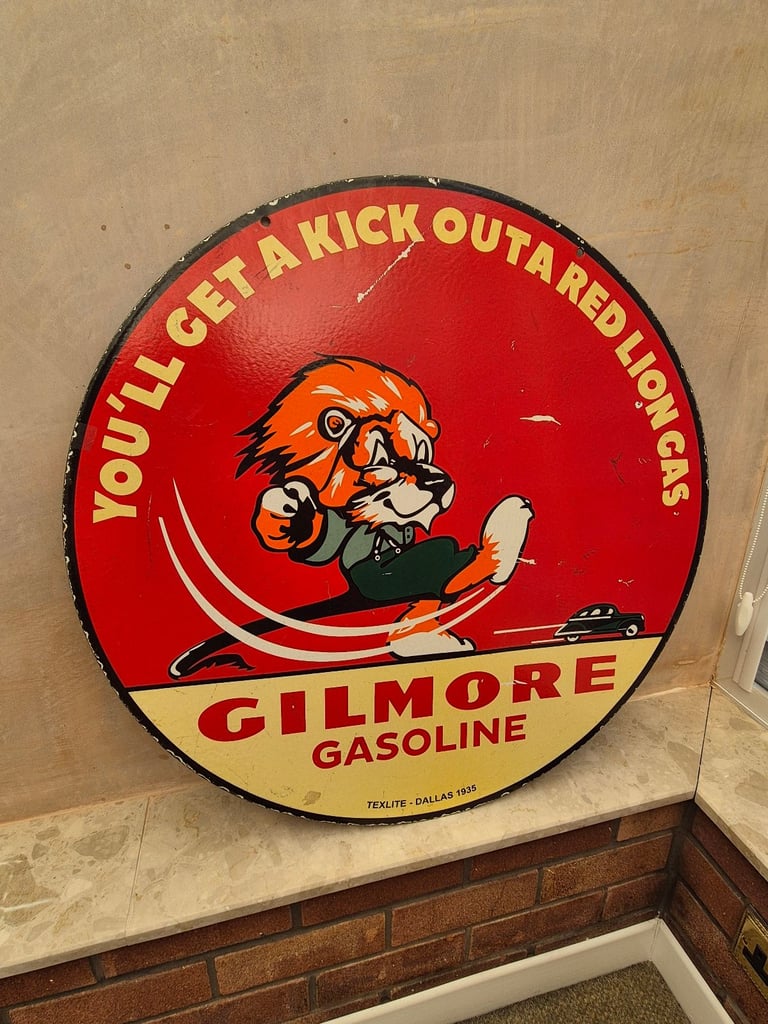 YOU'LL GET A KICK OUTA RED LION GAS
GILMORE
GASOLINE
TEXLITE - DALLAS 1935